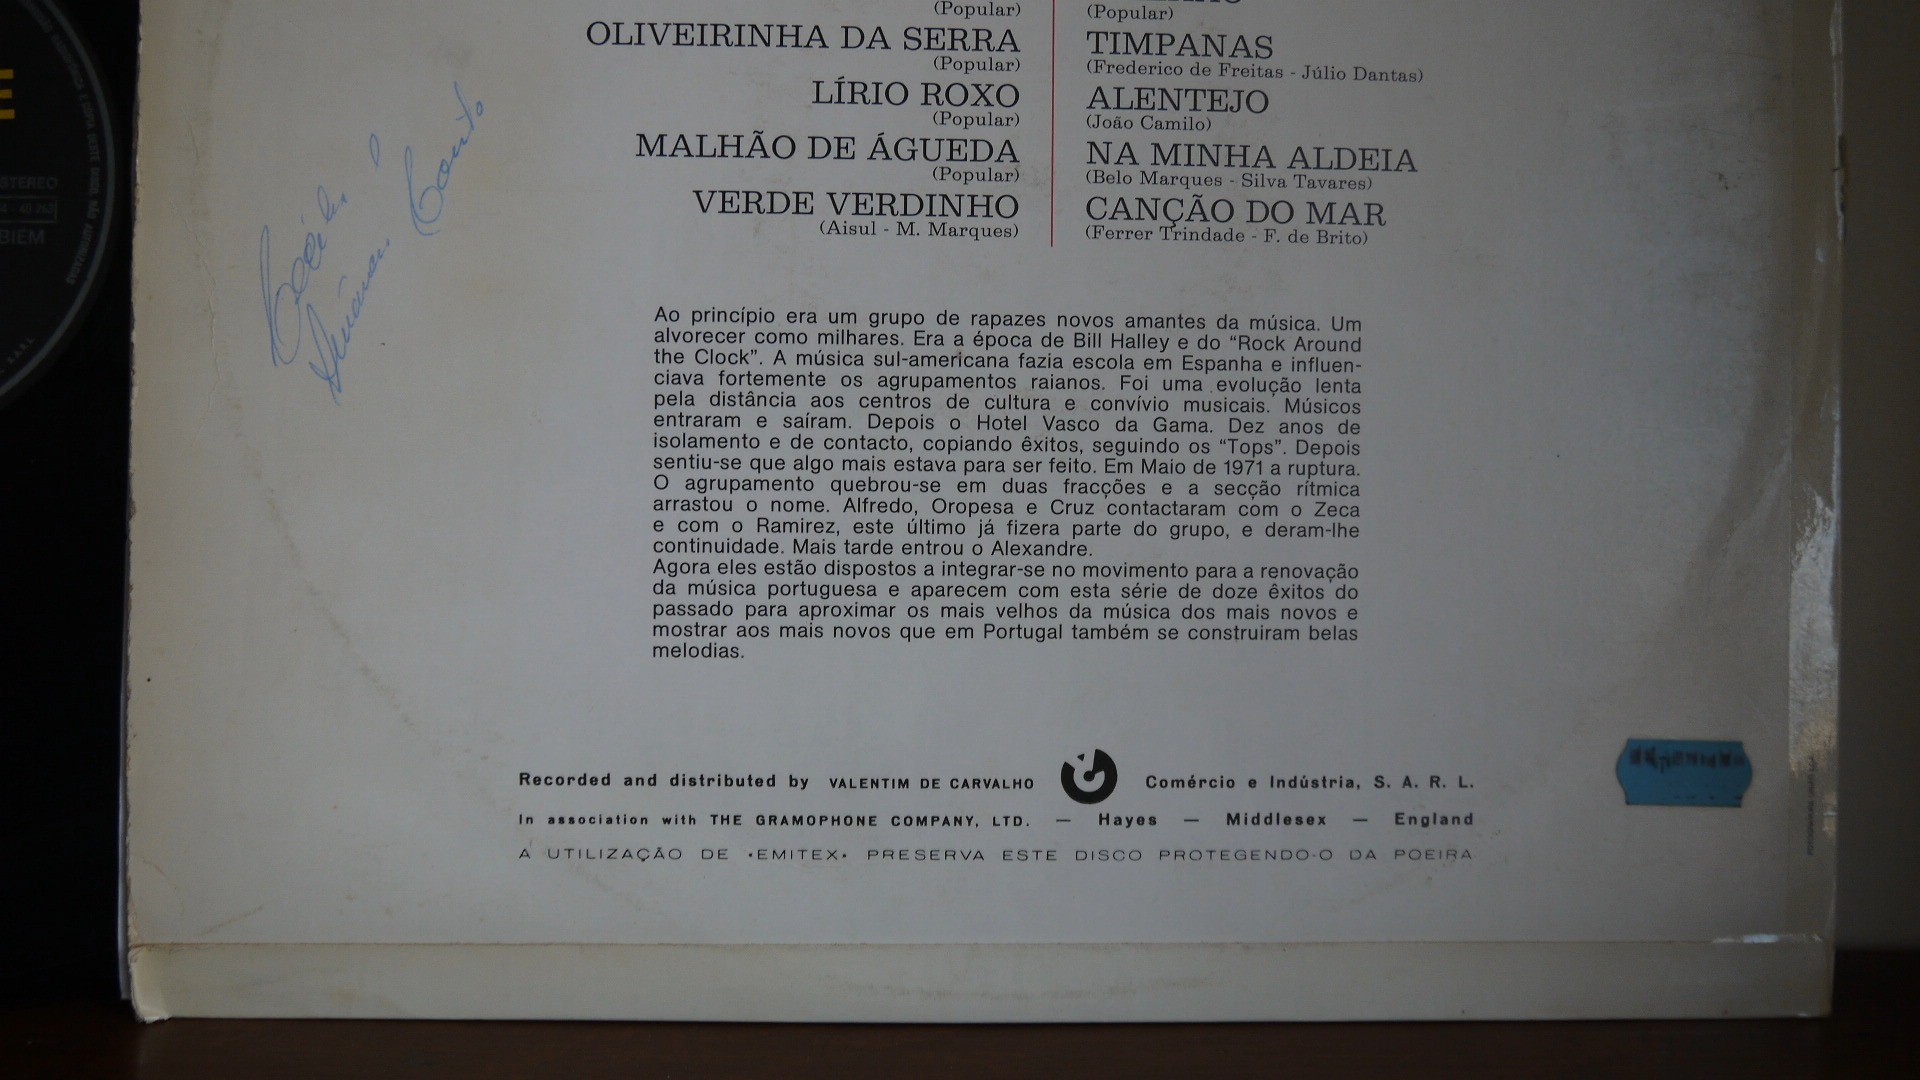 (Popular)
OLIVEIRINHA DA SERRA
(Popular)
LÍRIO ROXO
(Popular)
MALHÃO DE ÁGUEDA
(Popular)
VERDE VERDINHO
(Aisul - M. Marques)
(Popular)
TIMPANAS
(Frederico de Freitas - Júlio Dantas)
ALENTEJO
(João Camilo)
NA MINHA ALDEIA
(Belo Marques - Silva Tavares)
CANÇÃO DO MAR
(Ferrer Trindade - F. de Brito)
Ao princípio era um grupo de rapazes novos amantes da música. Um
alvorecer como milhares. Era a época de Bill Halley e do “Rock Around
the Clock”. A música sul-americana fazia escola em Espanha e influen-
ciava fortemente os agrupamentos raianos. Foi uma evolução lenta
pela distância aos centros de cultura e convívio musicais. Músicos
entraram e saíram. Depois o Hotel Vasco da Gama. Dez anos de
isolamento e de contacto, copiando êxitos, seguindo os “Tops”. Depois
sentiu-se que algo mais estava para ser feito. Em Maio de 1971 a ruptura.
O agrupamento quebrou-se em duas fracções e a secção rítmica
arrastou o nome. Alfredo, Oropesa e Cruz contactaram com o Zeca
e com o Ramirez, este último já fizera parte do grupo, e deram-lhe
continuidade. Mais tarde entrou o Alexandre.
Agora eles estão dispostos a integrar-se no movimento para a renovação
da música portuguesa e aparecem com esta série de doze êxitos do
passado para aproximar os mais velhos da música dos mais novos e
mostrar aos mais novos que em Portugal também se construiram belas
melodias.
Recorded and distributed by VALENTIM DE CARVALHO Comércio e Indústria, S. A. R. L.
In association with THE GRAMOPHONE COMPANY, LTD. — Hayes — Middlesex — England
A UTILIZAÇÃO DE •EMITEX• PRESERVA ESTE DISCO PROTEGENDO-O DA POEIRA
STEREO
BIEM